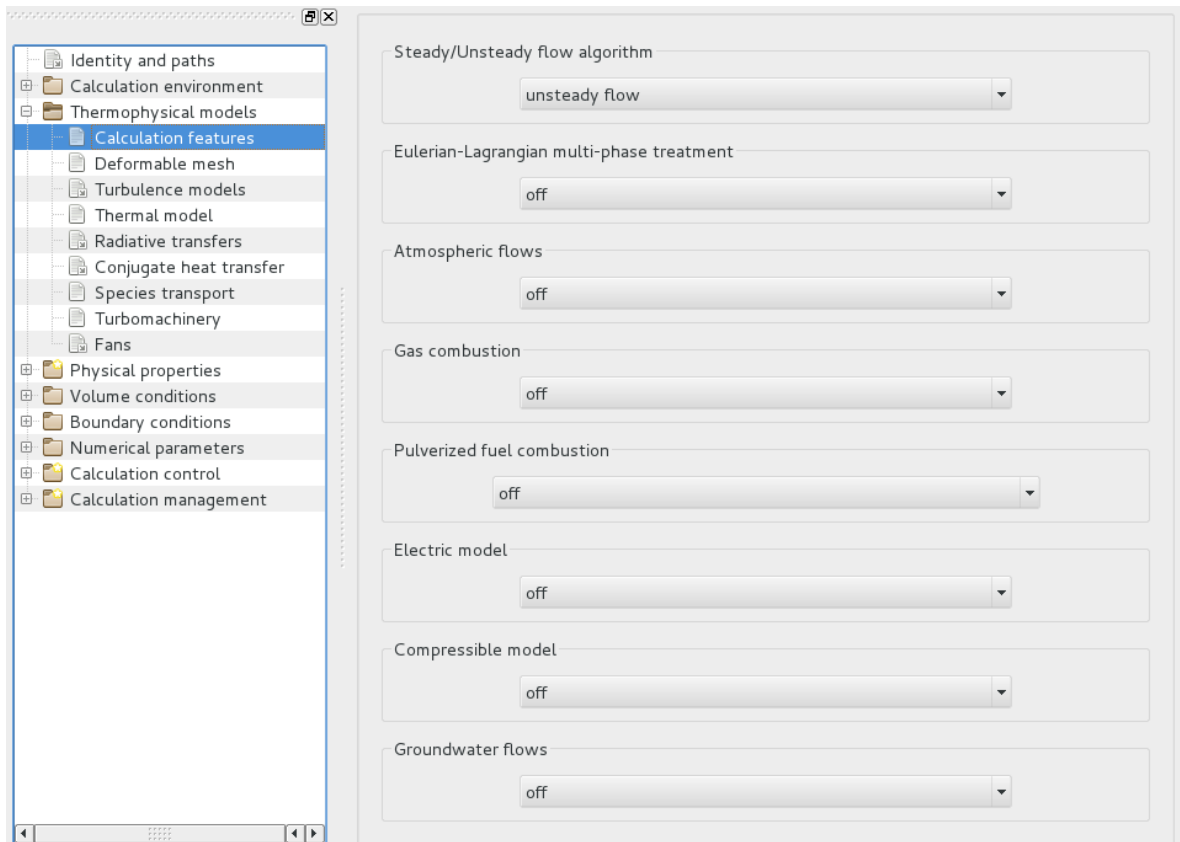 Identity and paths
Calculation environment
Thermophysical models
Calculation features
Deformable mesh
Turbulence models
Thermal model
Radiative transfers
Conjugate heat transfer
Species transport
Turbomachinery
Fans
Physical properties
Volume conditions
Boundary conditions
Numerical parameters
Calculation control
Calculation management
Steady/Unsteady flow algorithm
unsteady flow
Eulerian-Lagrangian multi-phase treatment
off
Atmospheric flows
off
Gas combustion
off
Pulverized fuel combustion
off
Electric model
off
Compressible model
off
Groundwater flows
off